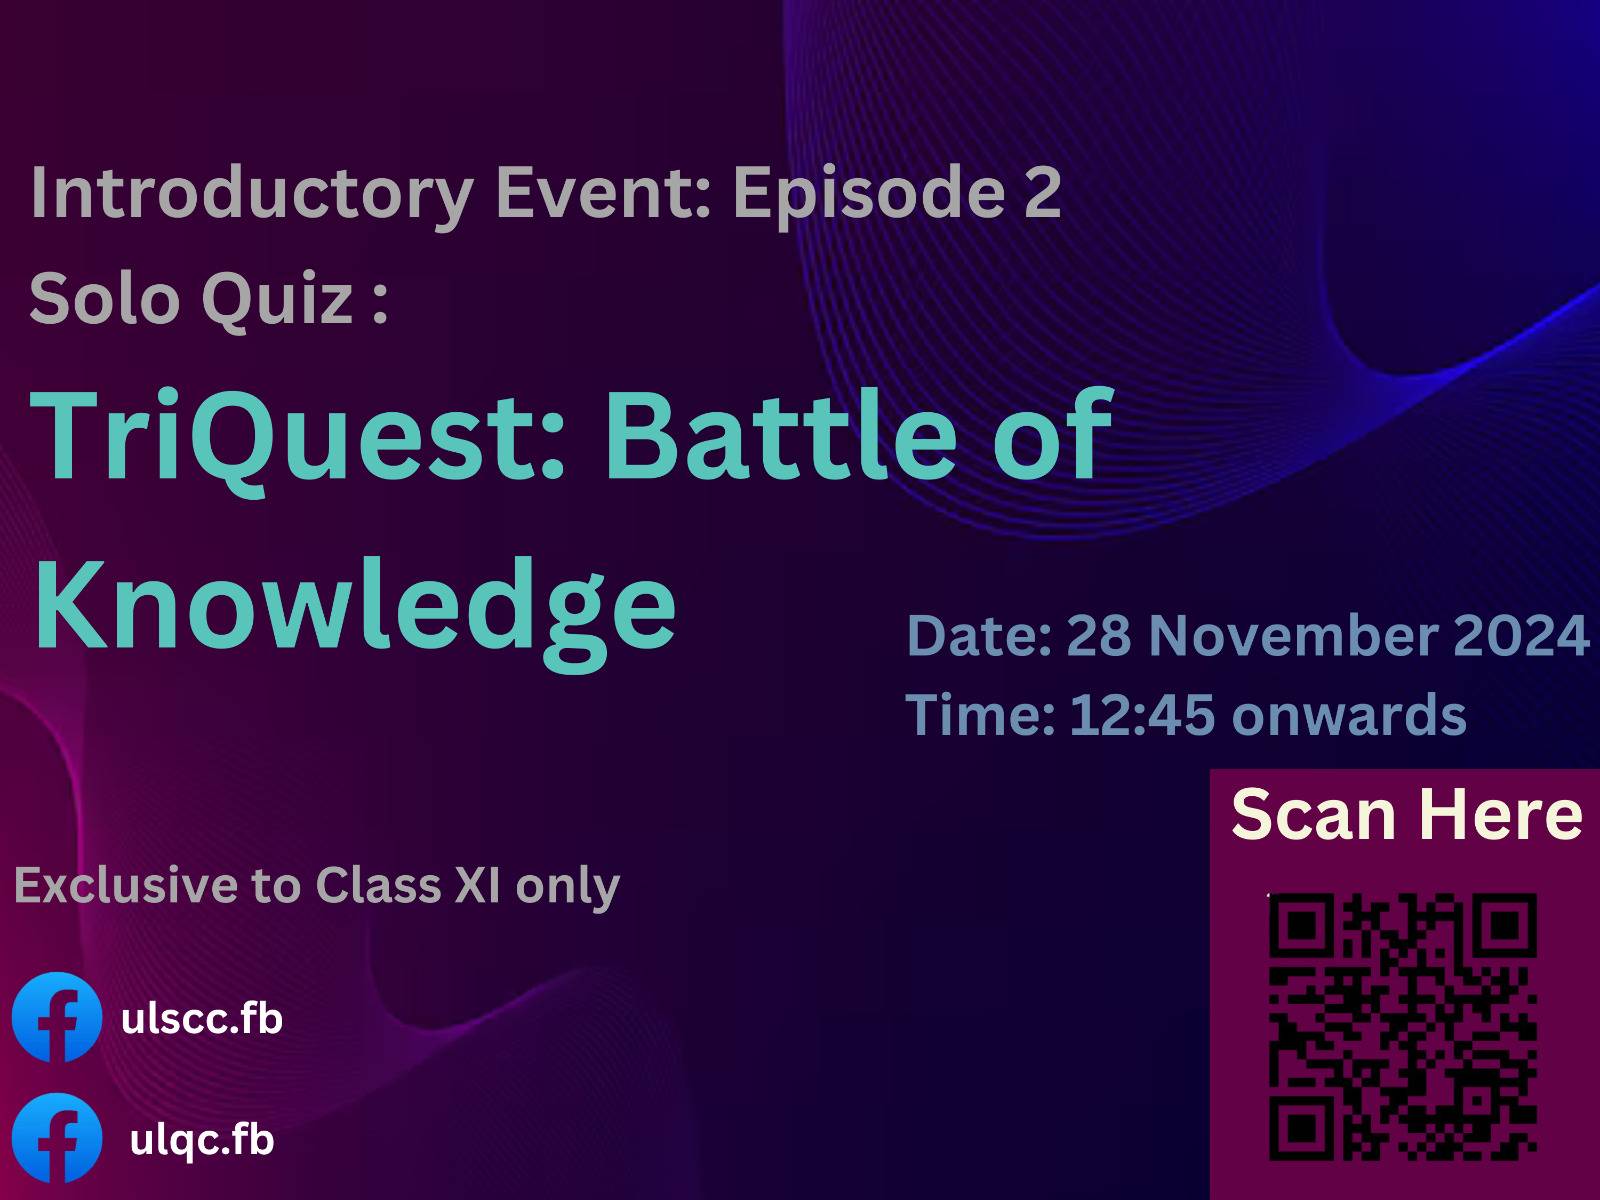 Introductory Event: Episode 2
Solo Quiz :
TriQuest: Battle of
Knowledge
Date: 28 November 2024
Time: 12:45 onwards
Scan Here
Exclusive to Class XI only
ulscc.fb
ulqc.fb